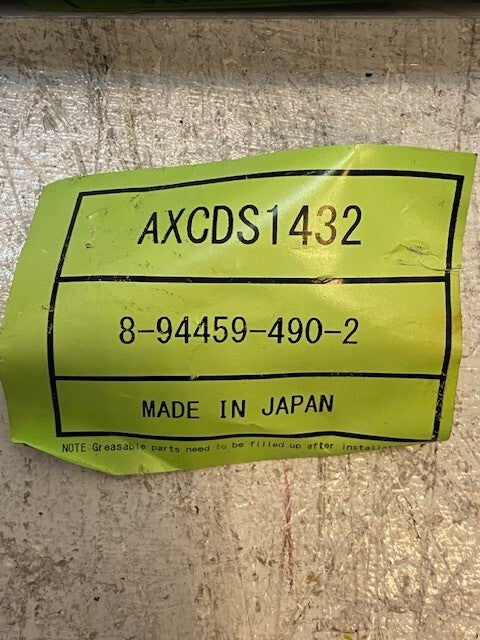 AXCDS1432
8-94459-490-2
MADE IN JAPAN
NOTE:Greasable parts need to be filled up after